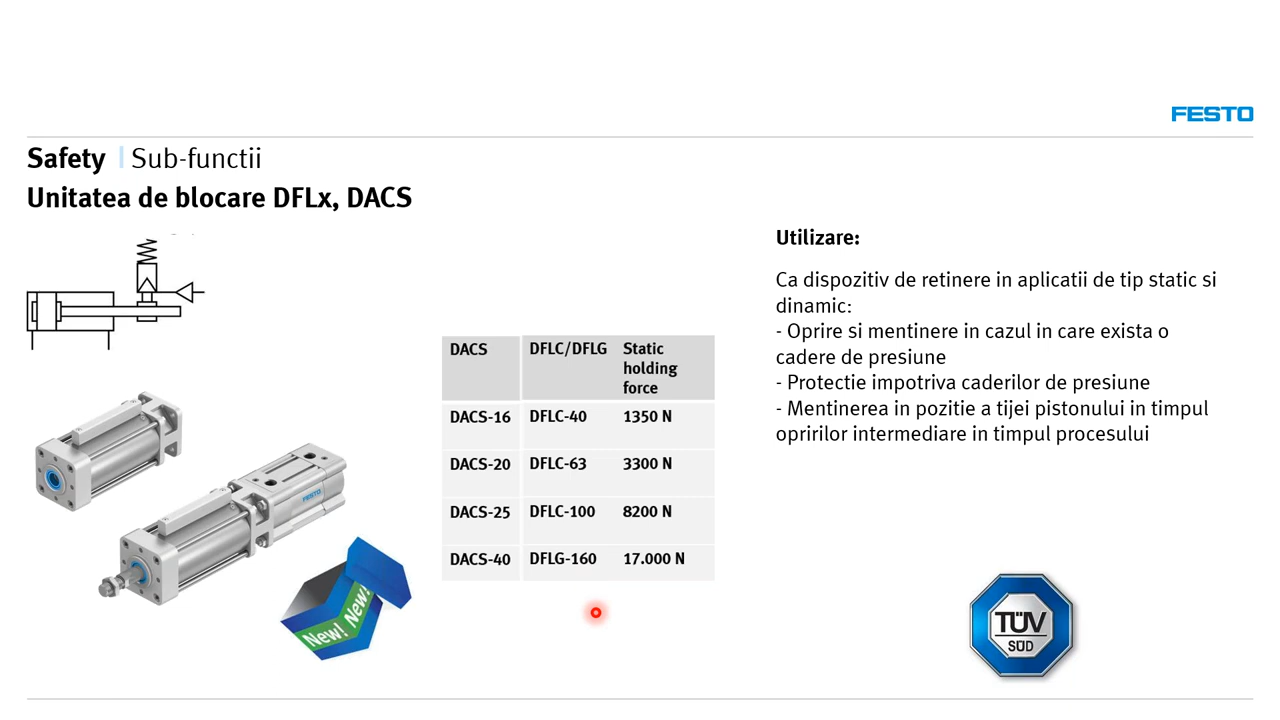 FESTO
Safety | Sub-functii
Unitatea de blocare DFLx, DACS
Utilizare:
Ca dispozitiv de retinere in aplicatii de tip static si
dinamic:
- Oprire si mentinere in cazul in care exista o
cadere de presiune
- Protectie impotriva caderilor de presiune
- Mentinerea in pozitie a tijei pistonului in timpul
opririlor intermediare in timpul procesului
DACS DFLC/DFLG Static
holding
force
DACS-16 DFLC-40 1350 N
DACS-20 DFLC-63 3300 N
DACS-25 DFLC-100 8200 N
DACS-40 DFLG-160 17.000 N
FESTO
New! New!
TÜV
SÜD